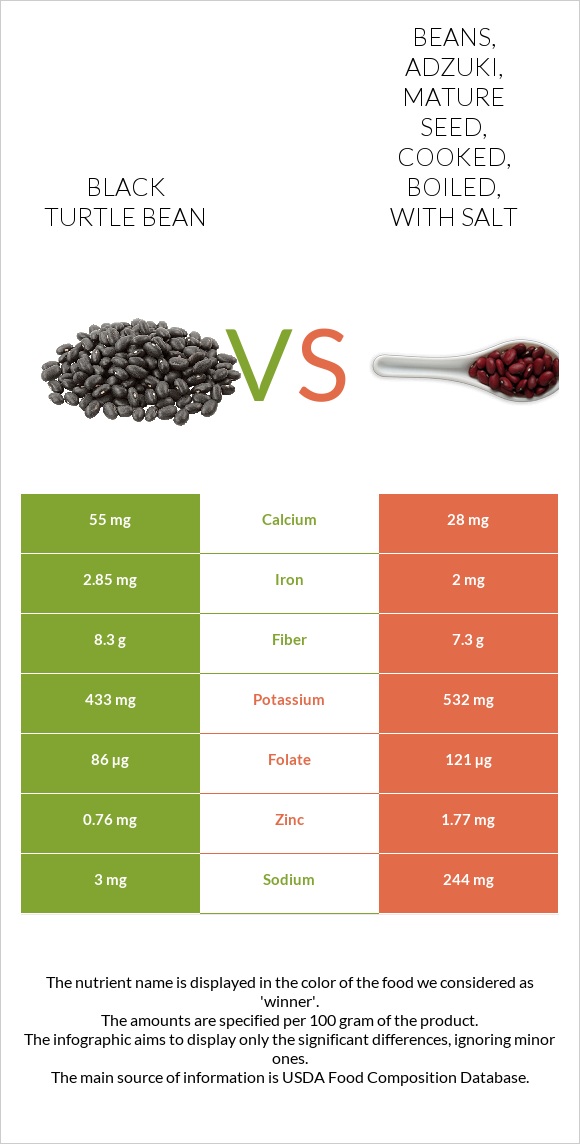 BLACK
TURTLE BEAN
BEANS,
ADZUKI,
MATURE
SEED,
COOKED,
BOILED,
WITH SALT
VS
55 mg Calcium 28 mg
2.85 mg Iron 2 mg
8.3 g Fiber 7.3 g
433 mg Potassium 532 mg
86 µg Folate 121 µg
0.76 mg Zinc 1.77 mg
3 mg Sodium 244 mg
The nutrient name is displayed in the color of the food we considered as
'winner'.
The amounts are specified per 100 gram of the product.
The infographic aims to display only the significant differences, ignoring minor
ones.
The main source of information is USDA Food Composition Database.